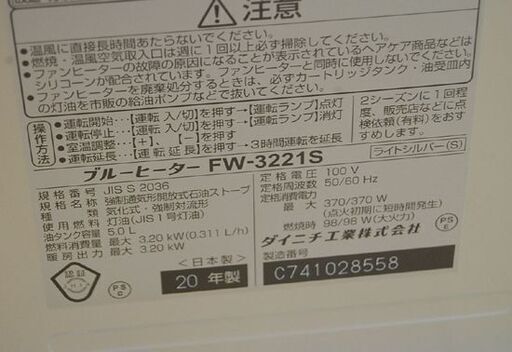 注意
●温風に直接長時間あたらないでください。
●燃焼・温風空気取入口は週に1回以上必ず掃除してください。
●ファンヒーターの故障の原因になることが表示されているヘアケア商品などは
シリコーンが配合されています。ファンヒーターと同時に使用しないでください。
●ファンヒーターを廃棄処分するときは、必ずカートリッジタンク・油受皿内
の灯油を市販の給油ポンプなどで抜いてください。
操作方法
●運転開始…[運転 入/切]を押す→[運転ランプ]点灯
●運転停止…[運転 入/切]を押す→[運転ランプ]消灯
●室温調整…[+]、[−]を押す
●運転延長…[運転延長]を押す→3時間運転を延長
2シーズンに1回程
度、販売店などに点
検依頼(有料)をおす
すめします。
ブルーヒーター FW-3221S
ライトシルバー(S)
規格番号 JIS S 2036
規格名称 強制通気形開放式石油ストーブ
種類 気化式・強制対流形
使用燃料 灯油(JIS1号灯油)
油タンク容量 5.0 L
燃料消費量 最大 3.20 kW (0.311 L/h)
暖房出力 最大 3.20 kW
定格電圧 100 V
定格周波数 50/60 Hz
定格消費電力
最大 370/370 W
(点火初期に短時間発生)
燃焼時 98/98 W(大火力)
ダイニチ工業株式会社
<日本製>
20 年製
製造番号
C741028558
認証
PS
C
PS
E